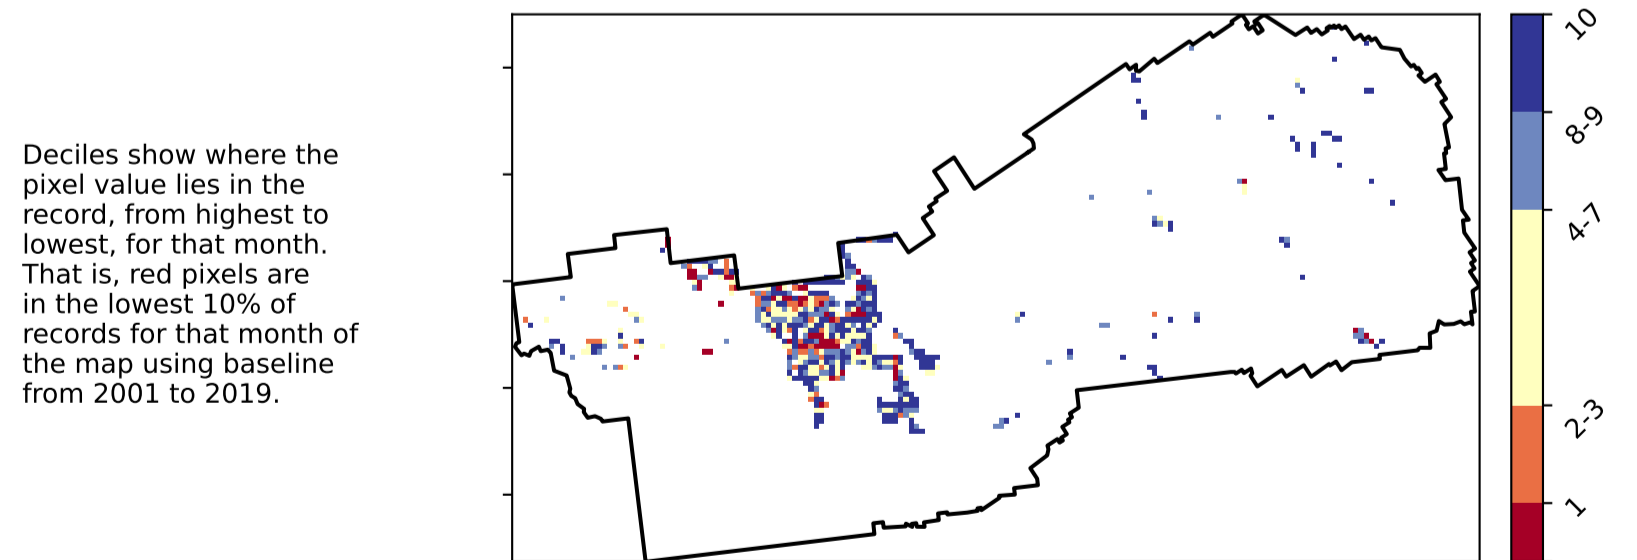 Deciles show where the
pixel value lies in the
record, from highest to
lowest, for that month.
That is, red pixels are
in the lowest 10% of
records for that month of
the map using baseline
from 2001 to 2019.
10
8-9
4-7
2-3
1